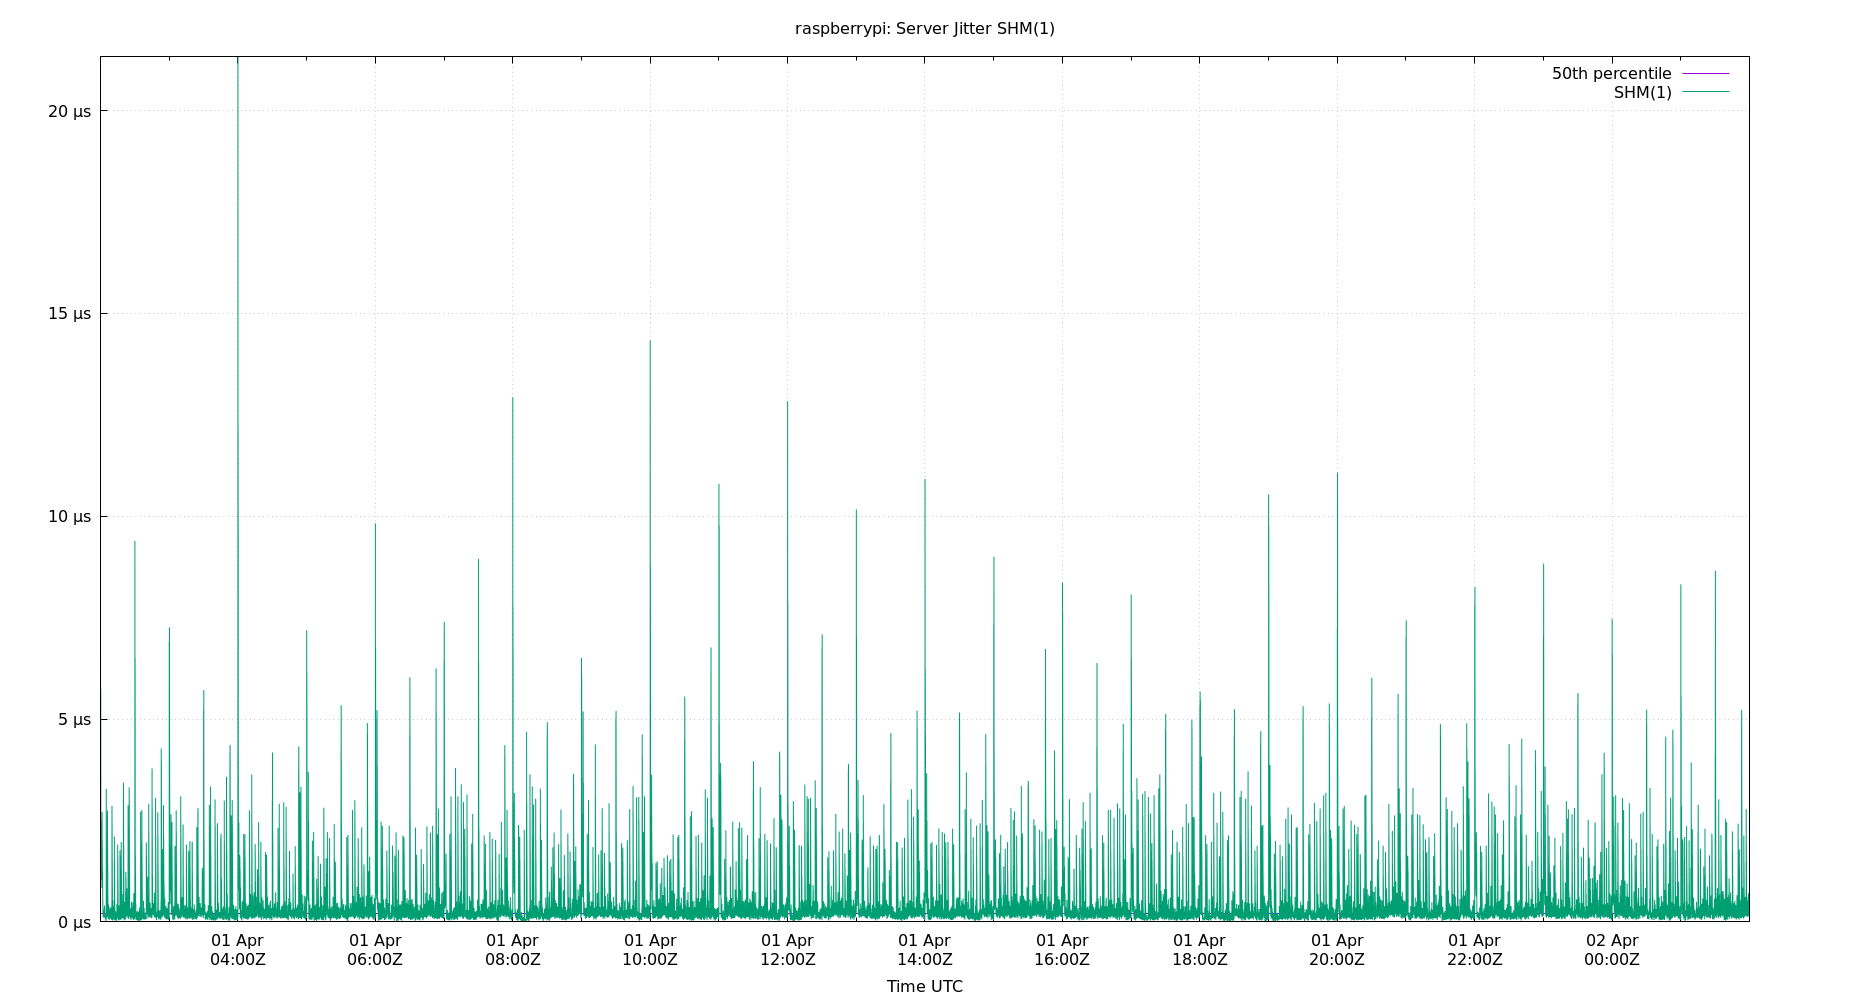 raspberrypi: Server Jitter SHM(1)
50th percentile
SHM(1)
20 µs
15 µs
10 µs
5 µs
0 µs
01 Apr 01 Apr 01 Apr 01 Apr 01 Apr 01 Apr 01 Apr 01 Apr 01 Apr 01 Apr 02 Apr
04:00Z 06:00Z 08:00Z 10:00Z 12:00Z 14:00Z 16:00Z 18:00Z 20:00Z 22:00Z 00:00Z
Time UTC